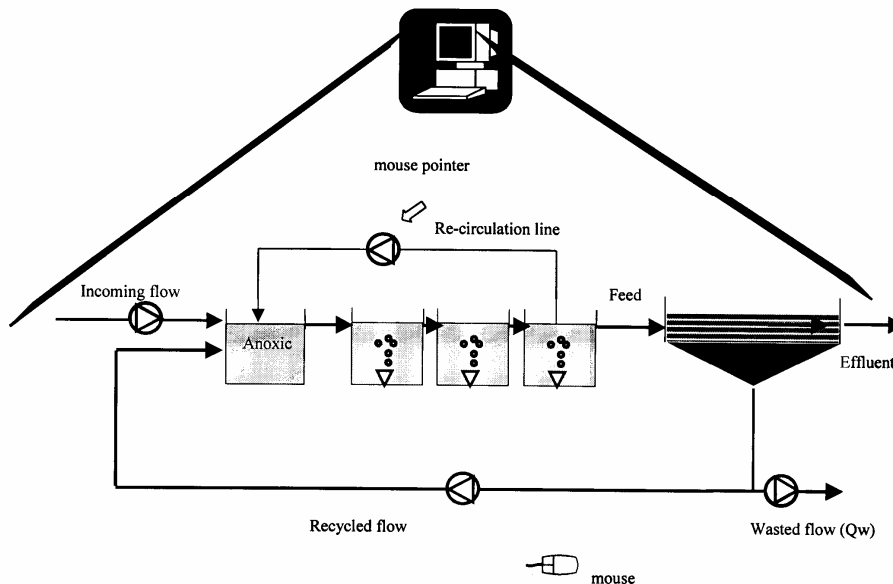 mouse pointer
Re-circulation line
Incoming flow
Feed
Anoxic
Effluent
Recycled flow
Wasted flow (Qw)
mouse